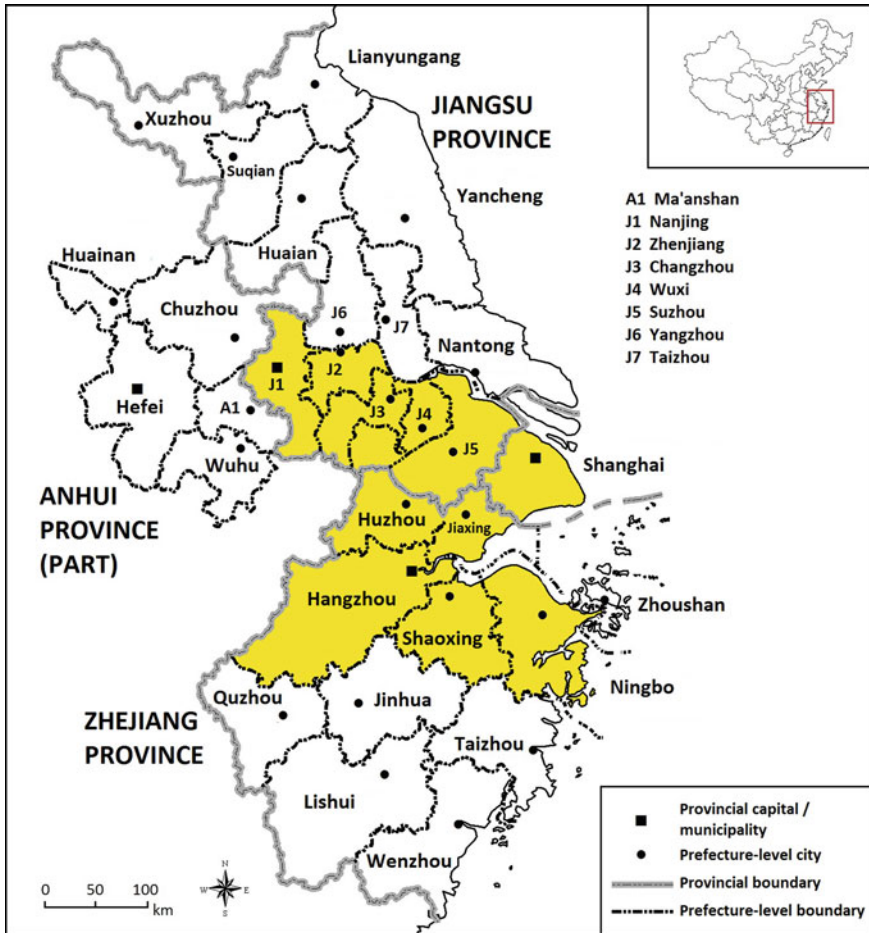 Lianyungang
Xuzhou
JIANGSU
PROVINCE
Suqian
Yancheng
Huainan
Huaian
Chuzhou
J6
J7
Nantong
J2
J1
Hefei
A1
J3
J4
Wuhu
J5
Shanghai
ANHUI
PROVINCE
(PART)
Huzhou
Jiaxing
Hangzhou
Zhoushan
Shaoxing
Ningbo
Quzhou
Jinhua
ZHEJIANG
PROVINCE
Taizhou
Lishui
Wenzhou
A1 Ma'anshan
J1 Nanjing
J2 Zhenjiang
J3 Changzhou
J4 Wuxi
J5 Suzhou
J6 Yangzhou
J7 Taizhou
N
W E
S
0 50 100
km
Provincial capital /
municipality
Prefecture-level city
Provincial boundary
Prefecture-level boundary